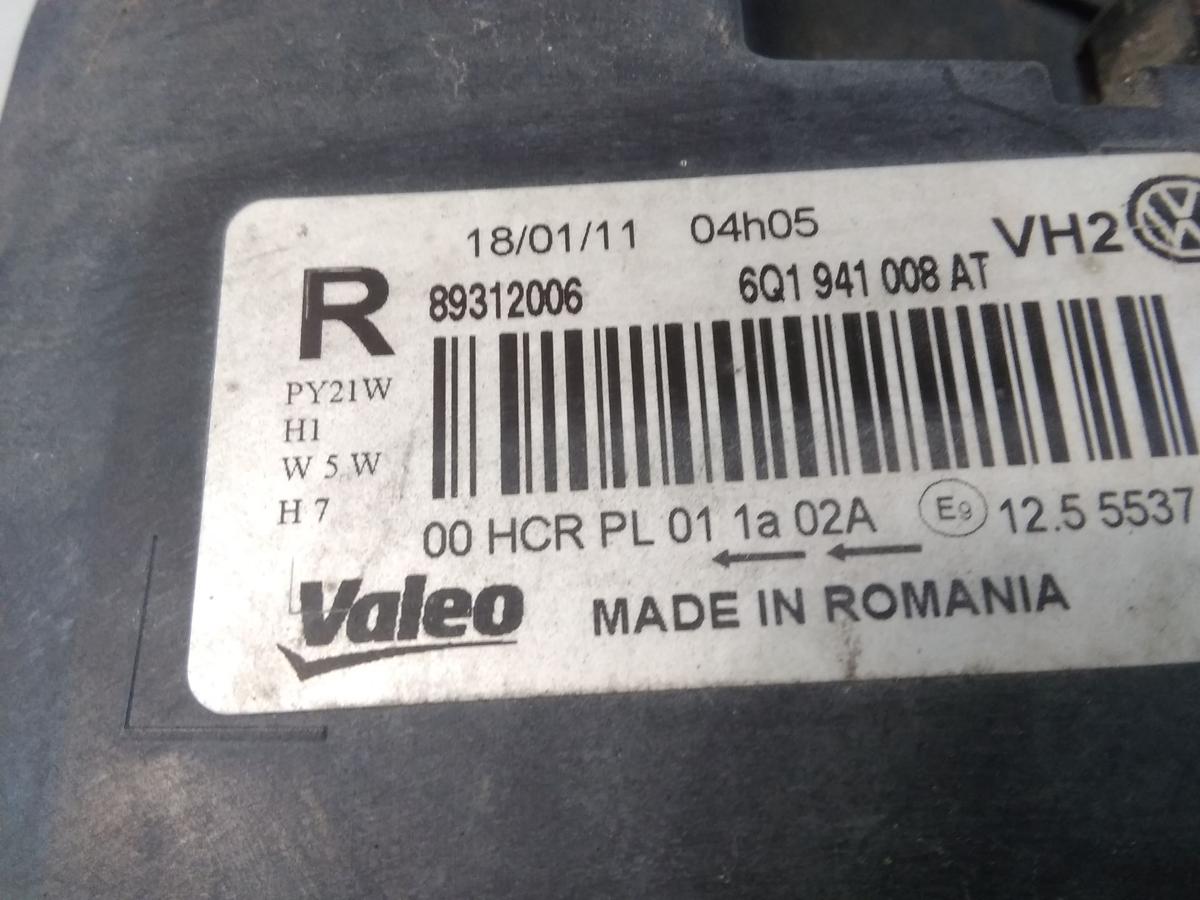 18/01/11 04h05 VH2
R 89312006 6Q1 941 008 AT
PY21W
H1
W 5 W
H 7
00 HCR PL 01 1a 02A E9 12.5 5537
Valeo MADE IN ROMANIA